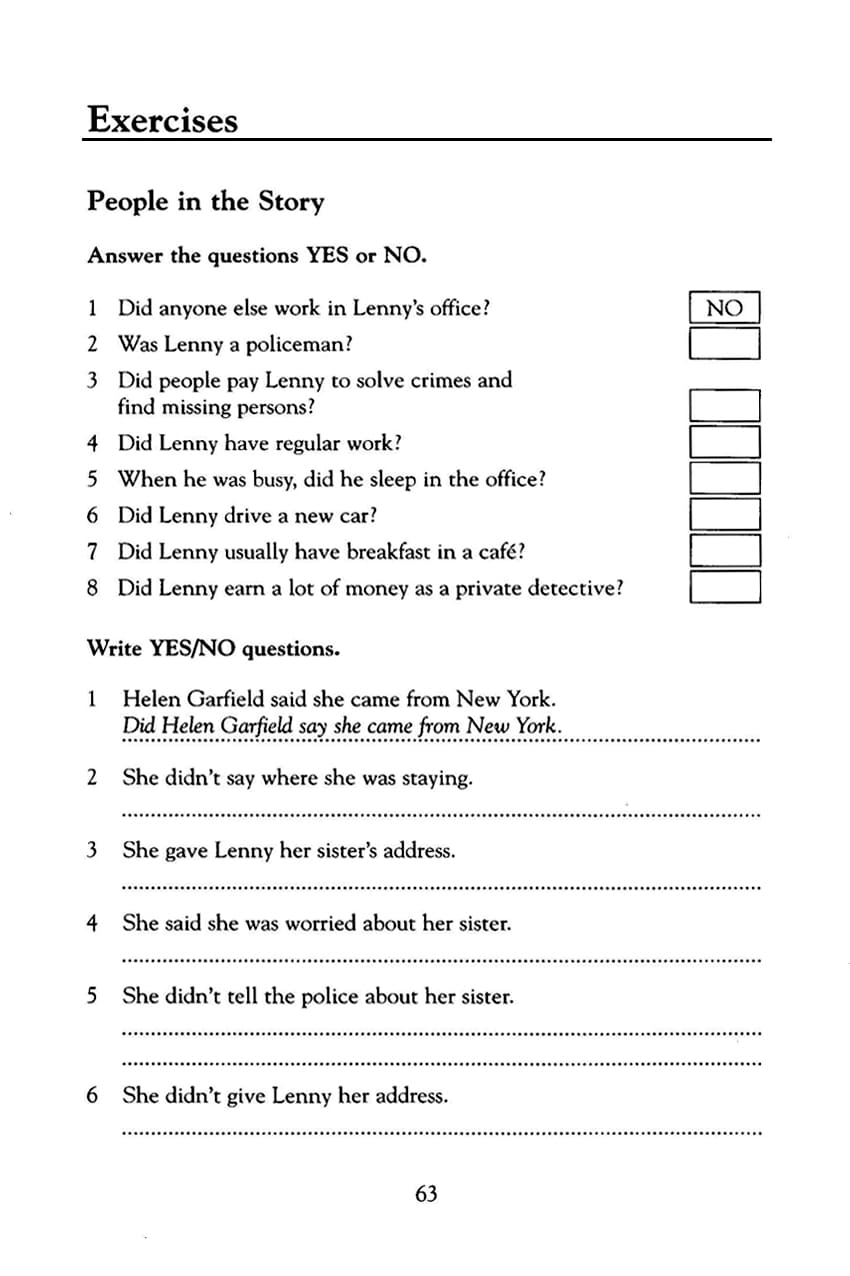 Exercises
People in the Story
Answer the questions YES or NO.
1 Did anyone else work in Lenny's office? NO
2 Was Lenny a policeman?
3 Did people pay Lenny to solve crimes and
find missing persons?
4 Did Lenny have regular work?
5 When he was busy, did he sleep in the office?
6 Did Lenny drive a new car?
7 Did Lenny usually have breakfast in a café?
8 Did Lenny earn a lot of money as a private detective?
Write YES/NO questions.
1 Helen Garfield said she came from New York.
Did Helen Garfield say she came from New York.
2 She didn't say where she was staying.
3 She gave Lenny her sister's address.
4 She said she was worried about her sister.
5 She didn't tell the police about her sister.
6 She didn't give Lenny her address.
63